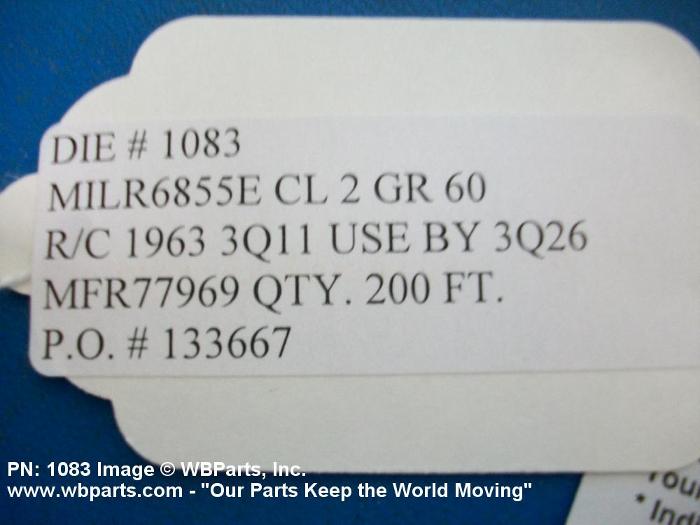 DIE # 1083
MILR6855E CL 2 GR 60
R/C 1963 3Q11 USE BY 3Q26
MFR77969 QTY. 200 FT.
P.O. # 133667
PN: 1083 Image © WBParts, Inc.
www.wbparts.com - "Our Parts Keep the World Moving"